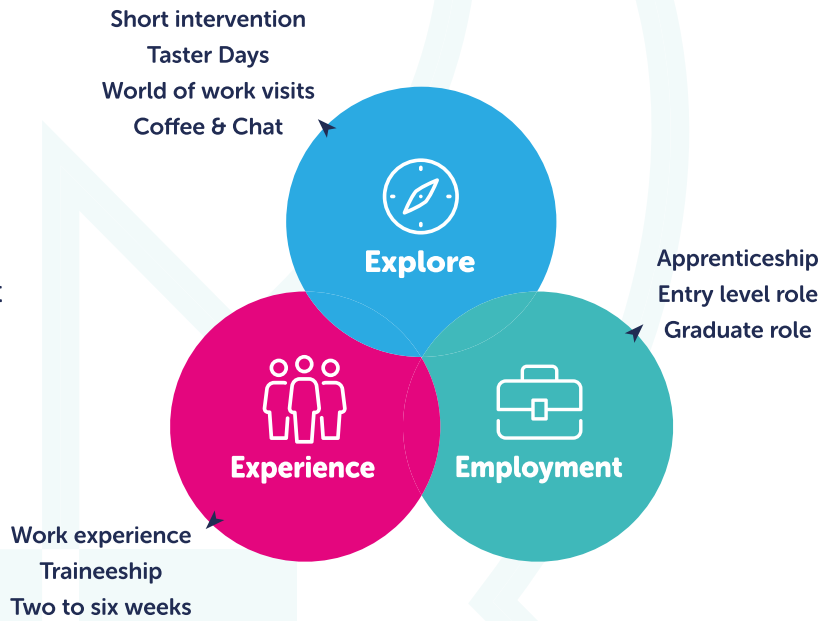 Short intervention
Taster Days
World of work visits
Coffee & Chat
Explore
Apprenticeship
Entry level role
Graduate role
Experience
Employment
Work experience
Traineeship
Two to six weeks